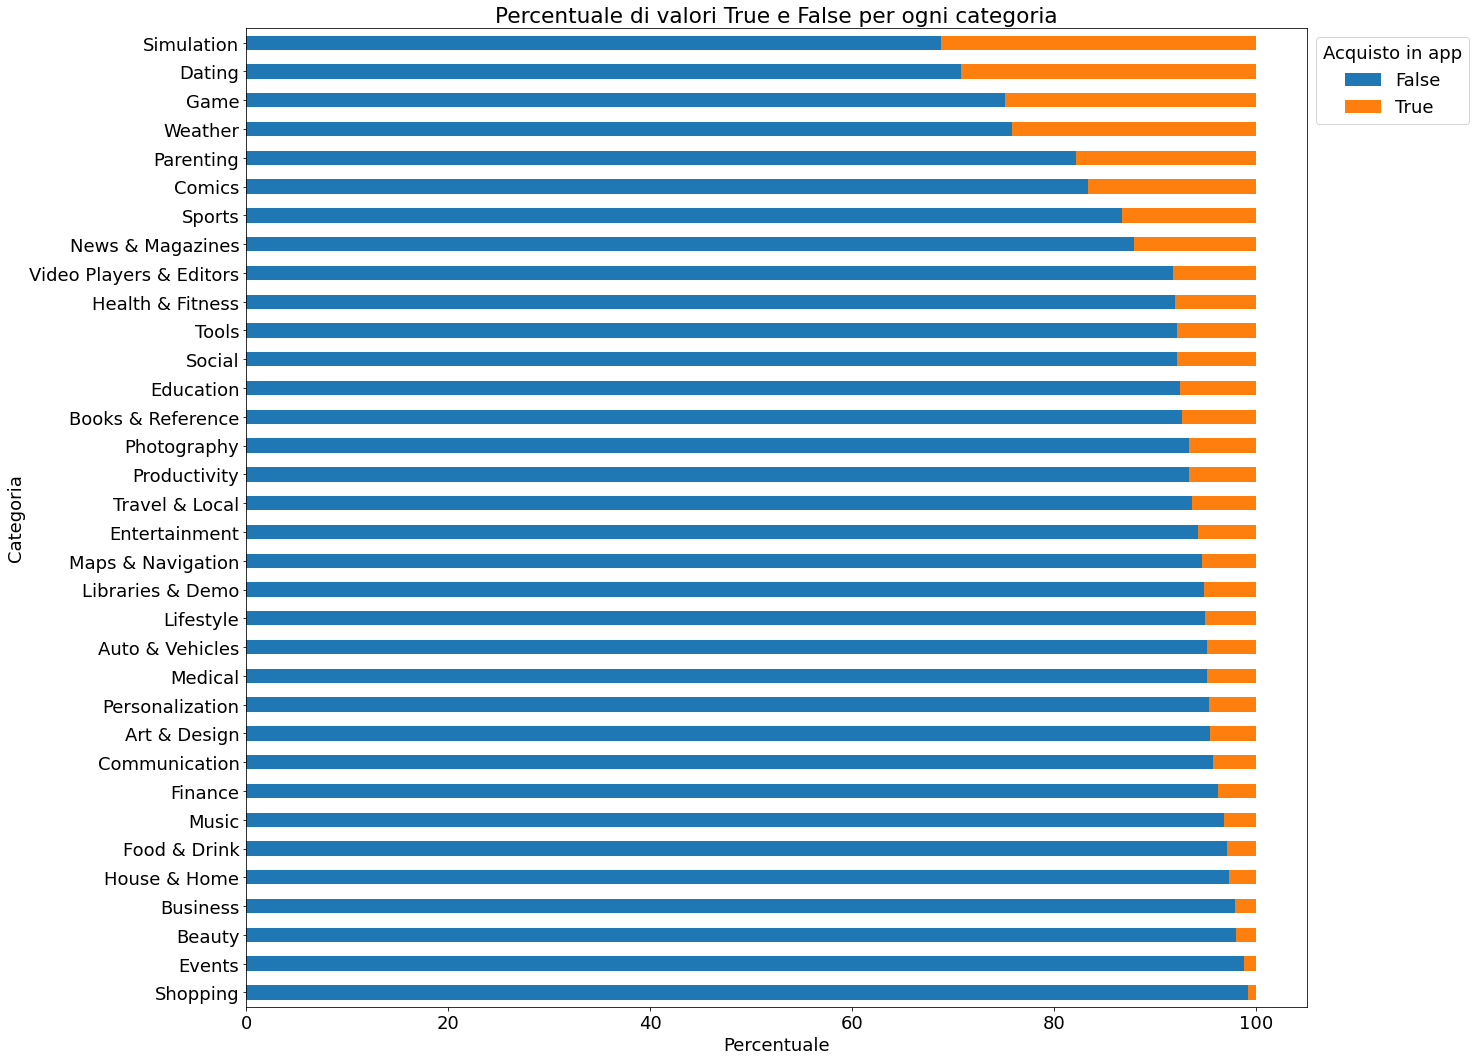 Percentuale di valori True e False per ogni categoria
Simulation
Dating
Game
Weather
Parenting
Comics
Sports
News & Magazines
Video Players & Editors
Health & Fitness
Tools
Social
Education
Books & Reference
Photography
Productivity
Travel & Local
Entertainment
Maps & Navigation
Libraries & Demo
Lifestyle
Auto & Vehicles
Medical
Personalization
Art & Design
Communication
Finance
Music
Food & Drink
House & Home
Business
Beauty
Events
Shopping
Categoria
0 20 40 60 80 100
Percentuale
Acquisto in app
False
True